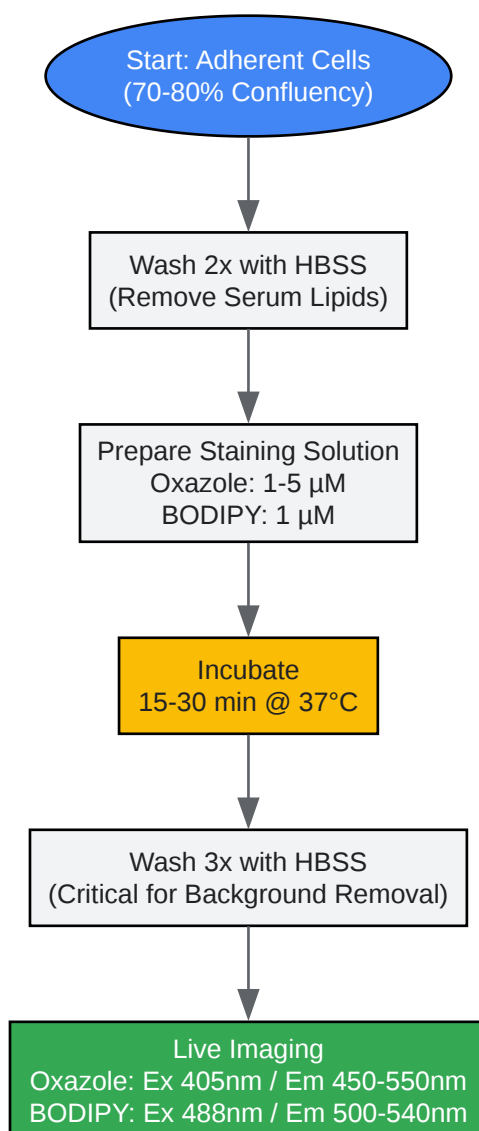 Start: Adherent Cells
(70-80% Confluency)
Wash 2x with HBSS
(Remove Serum Lipids)
Prepare Staining Solution
Oxazole: 1-5 µM
BODIPY: 1 µM
Incubate
15-30 min @ 37°C
Wash 3x with HBSS
(Critical for Background Removal)
Live Imaging
Oxazole: Ex 405nm / Em 450-550nm
BODIPY: Ex 488nm / Em 500-540nm